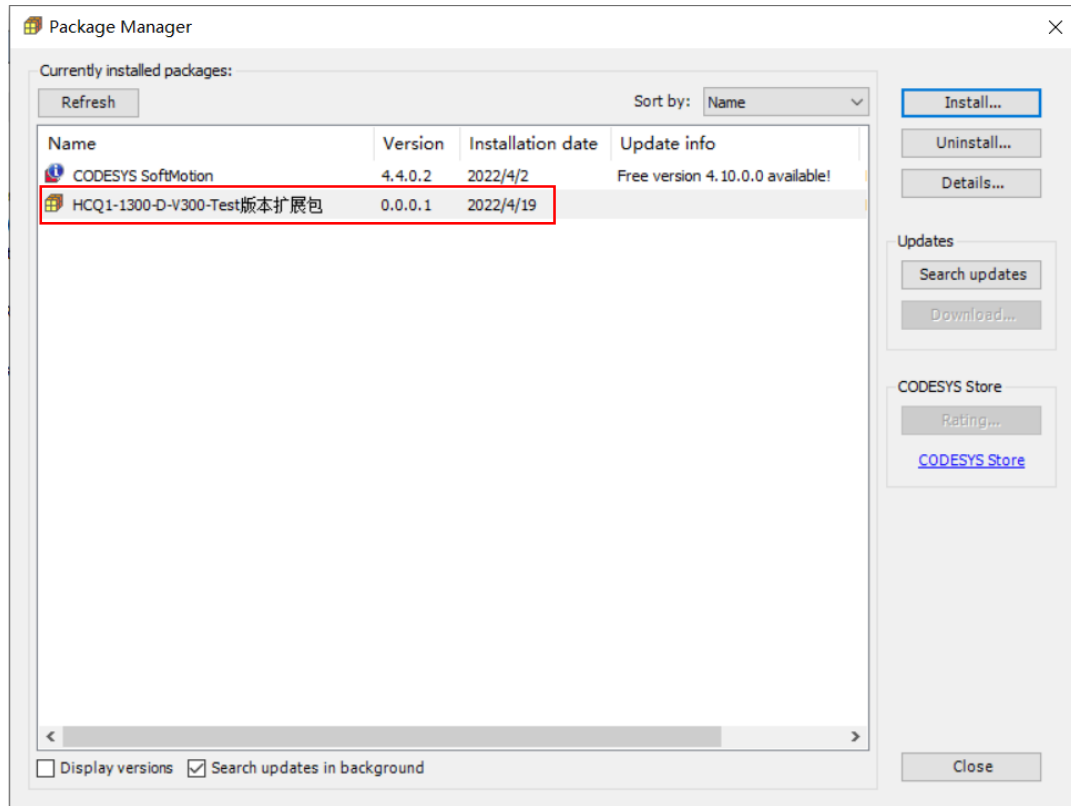 Package Manager
Currently installed packages:
Refresh
Sort by: Name
Install...
Name Version Installation date Update info
Uninstall...
CODESYS SoftMotion 4.4.0.2 2022/4/2 Free version 4.10.0.0 available!
Details...
HCQ1-1300-D-V300-Test版本扩展包 0.0.0.1 2022/4/19
Updates
Search updates
Download...
CODESYS Store
Rating...
CODESYS Store
Display versions Search updates in background
Close